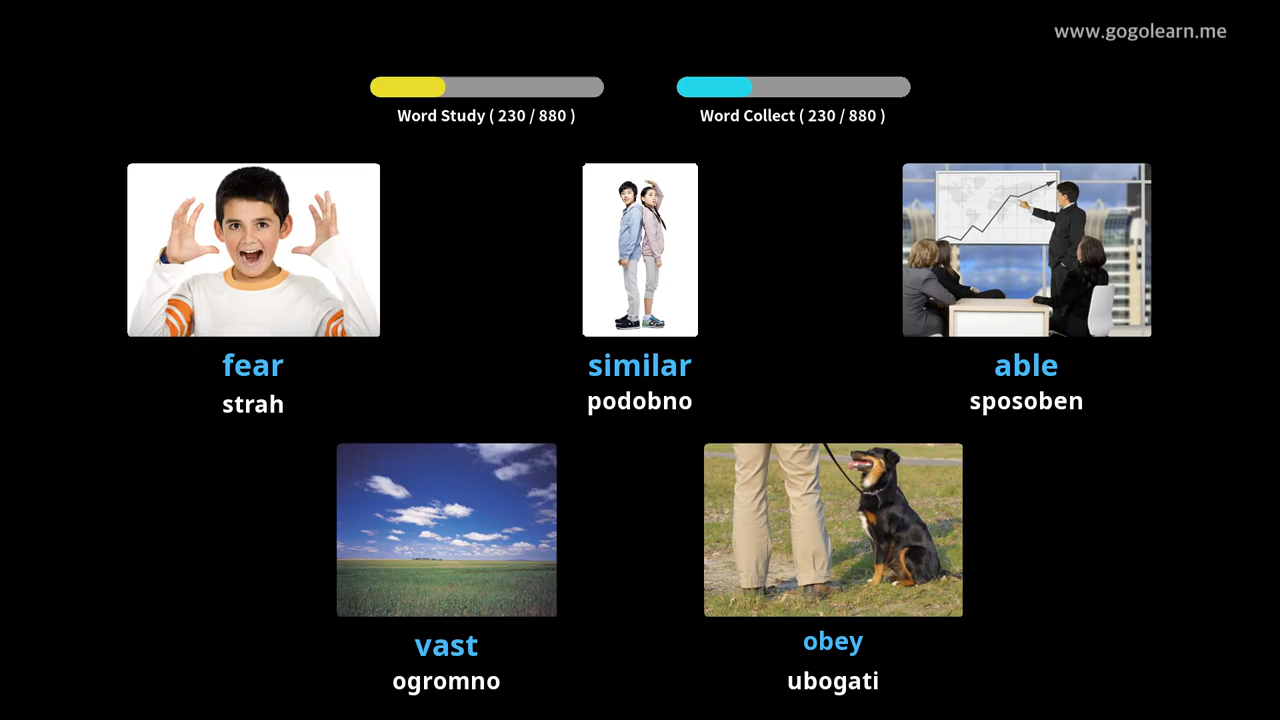 www.gogolearn.me
Word Study ( 230 / 880 )
Word Collect ( 230 / 880 )
fear
strah
similar
podobno
able
sposoben
vast
ogromno
obey
ubogati